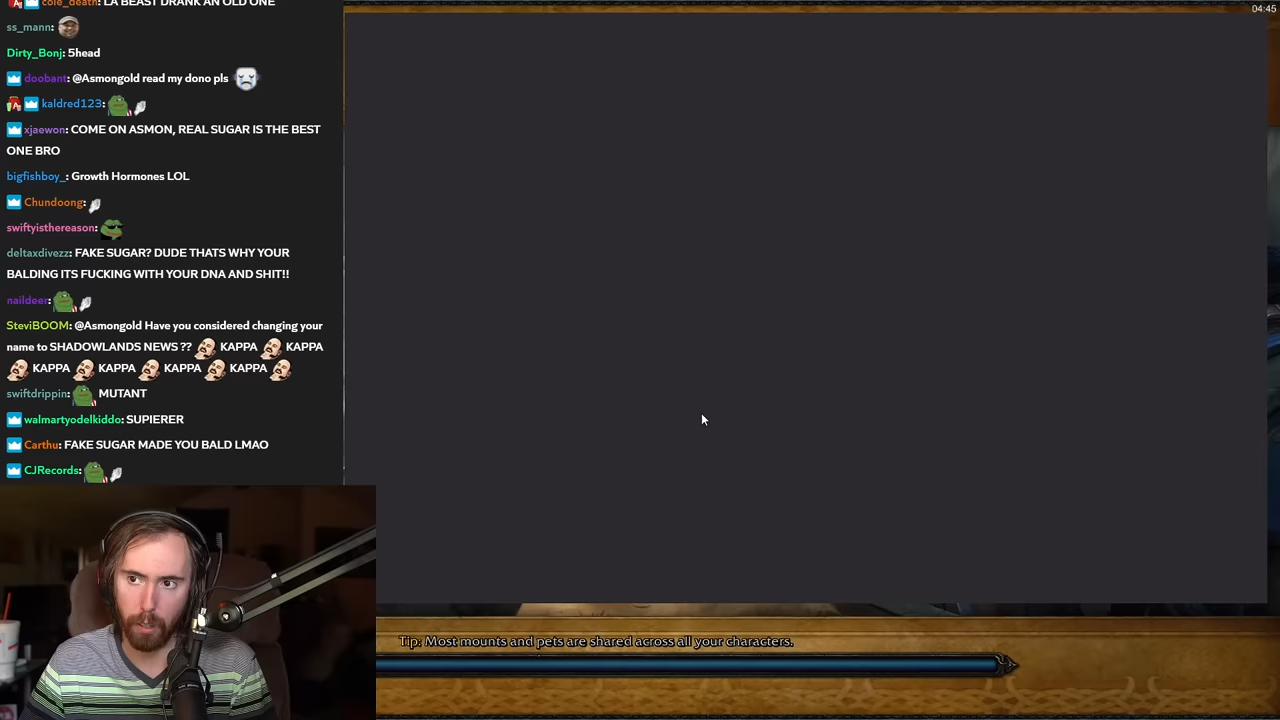 cole_death: LA BEAST DRANK AN OLD ONE
04:45
ss_mann:
Dirty_Bonj: 5head
doobant: @Asmongold read my dono pls
kaldred123:
xjaewon: COME ON ASMON, REAL SUGAR IS THE BEST
ONE BRO
bigfishboy_: Growth Hormones LOL
Chundoong:
swiftyisthereason:
deltaxdivezz: FAKE SUGAR? DUDE THATS WHY YOUR
BALDING ITS FUCKING WITH YOUR DNA AND SHIT!!
naildeer:
SteviBOOM: @Asmongold Have you considered changing your
name to SHADOWLANDS NEWS ?? KAPPA KAPPA
KAPPA KAPPA KAPPA KAPPA
swiftdrippin: MUTANT
walmartyodelkiddo: SUPIERER
Carthu: FAKE SUGAR MADE YOU BALD LMAO
CJRecords:
Tip: Most mounts and pets are shared across all your characters.